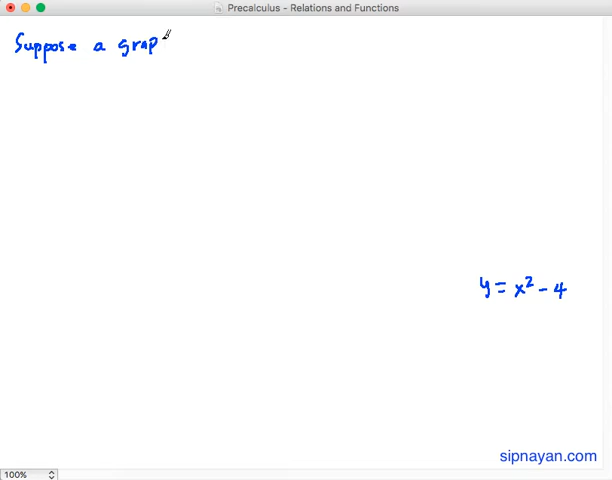 Precalculus - Relations and Functions
Suppose a grap
y = x² - 4
sipnayan.com
100%